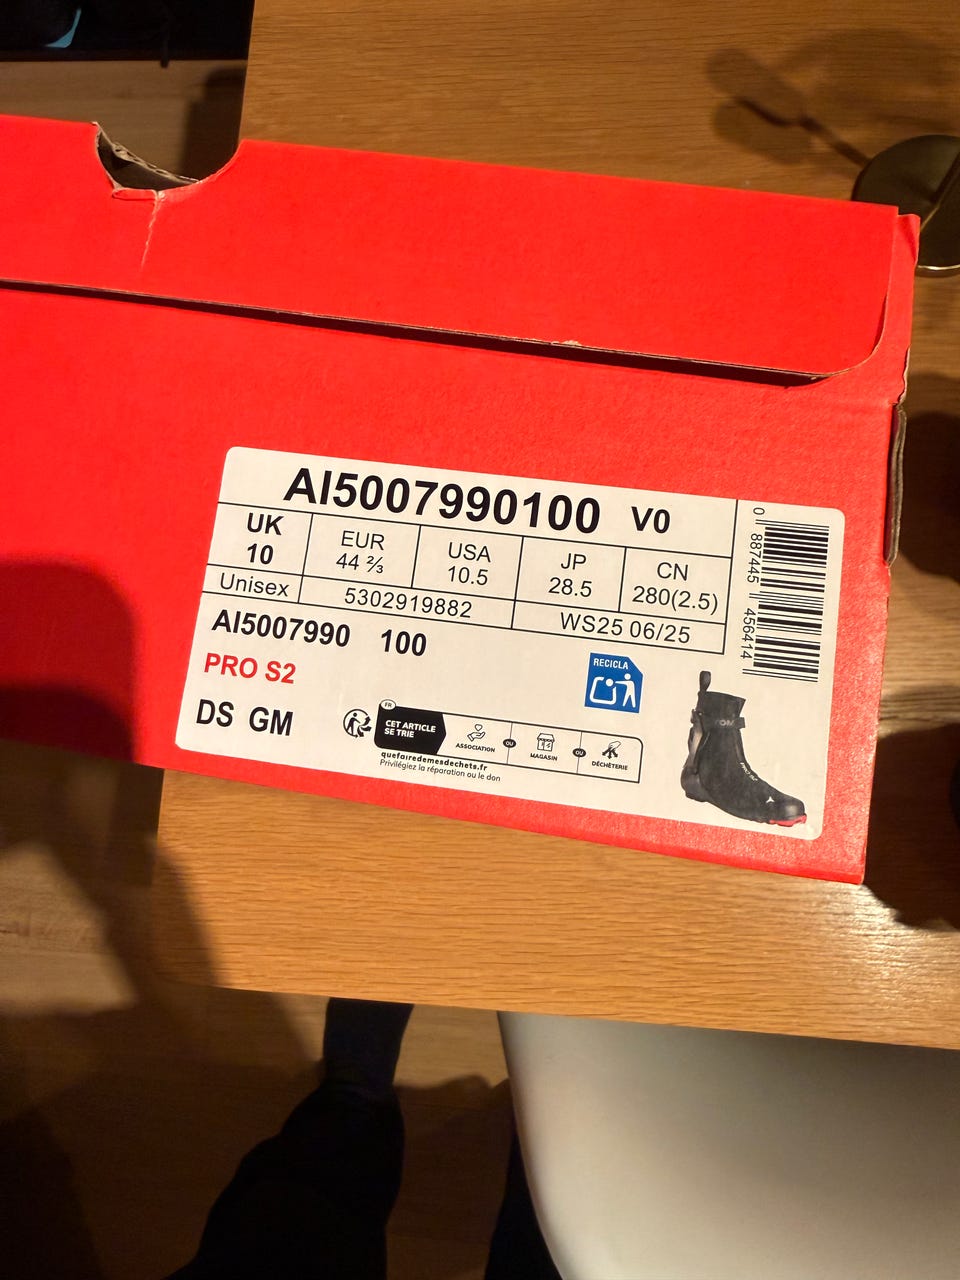 AI5007990100 V0
UK 10
EUR 44 ⅔
USA 10.5
JP 28.5
CN 280(2.5)
Unisex 5302919882 WS25 06/25
AI5007990 100
PRO S2
DS GM
RECICLA
FR
CET ARTICLE
SE TRIE
ASSOCIATION OU MAGASIN OU DÉCHÈTERIE
quefairedemesdechets.fr
Privilégiez la réparation ou le don
0 887445 456414
PRO S2